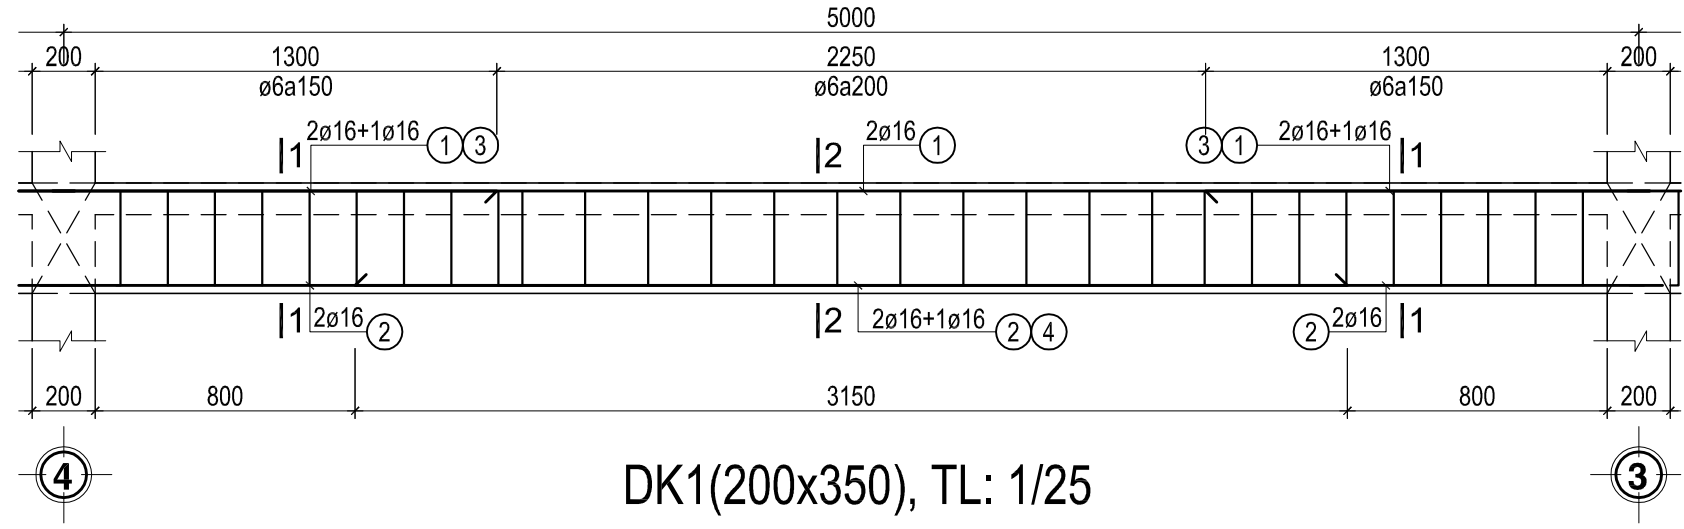 5000
200 1300 2250 1300 200
ø6a150 ø6a200 ø6a150
1 2ø16+1ø16 1 3 2 2ø16 1 3 1 2ø16+1ø16 1
1 2ø16 2 2 2ø16+1ø16 2 4 2 2ø16 1
200 800 3150 800 200
4 3
DK1(200x350), TL: 1/25